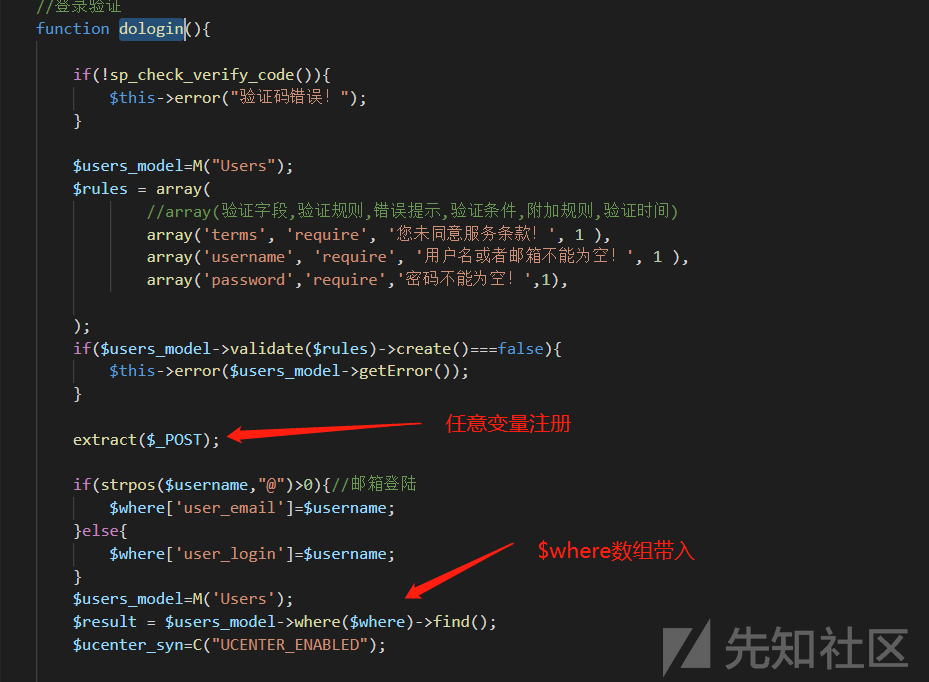 //登录验证
function dologin(){
if(!sp_check_verify_code()){
$this->error("验证码错误！");
}
$users_model=M("Users");
$rules = array(
//array(验证字段,验证规则,错误提示,验证条件,附加规则,验证时间)
array('terms', 'require', '您未同意服务条款！', 1 ),
array('username', 'require', '用户名或者邮箱不能为空！', 1 ),
array('password','require','密码不能为空！',1),
);
if($users_model->validate($rules)->create()===false){
$this->error($users_model->getError());
}
extract($_POST);
任意变量注册
if(strpos($username,"@")>0){//邮箱登陆
$where['user_email']=$username;
}else{
$where['user_login']=$username;
$where数组带入
}
$users_model=M('Users');
$result = $users_model->where($where)->find();
$ucenter_syn=C("UCENTER_ENABLED");
先知社区